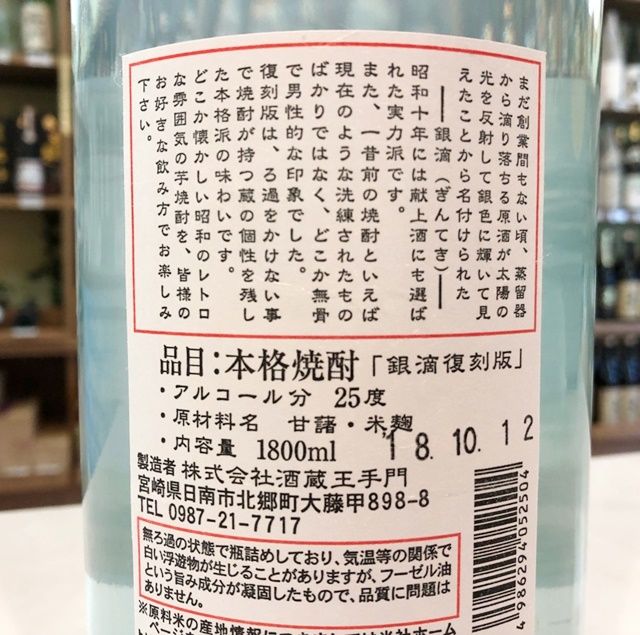 まだ創業間もない頃、蒸留器
から滴り落ちる原酒が太陽の
光を反射して銀色に輝いて見
えたことから名付けられた
――銀滴（ぎんてき）――
昭和十年には献上酒にも選ば
れた実力派です。
また、一昔前の焼酎といえば
現在のような洗練されたもの
ばかりではなく、どこか無骨
で男性的な印象でした。
復刻版は、ろ過をかけない事
で焼酎が持つ蔵の個性を残し
た本格派の味わいです。
どこか懐かしい昭和のレトロ
な雰囲気の芋焼酎を、皆様の
お好きな飲み方でお楽しみ
下さい。
品目：本格焼酎「銀滴復刻版」
・アルコール分 25度
・原材料名 甘藷・米麹
・内容量 1800ml
18.10.12
製造者 株式会社酒蔵王手門
宮崎県日南市北郷町大藤甲898-8
TEL 0987-21-7717
無ろ過の状態で瓶詰めしており、気温等の関係で
白い浮遊物が生じることがありますが、フーゼル油
という旨み成分が凝固したもので、品質に問題は
ありません。
4986294052504
※原料米の産地情報につきましては当社ホーム